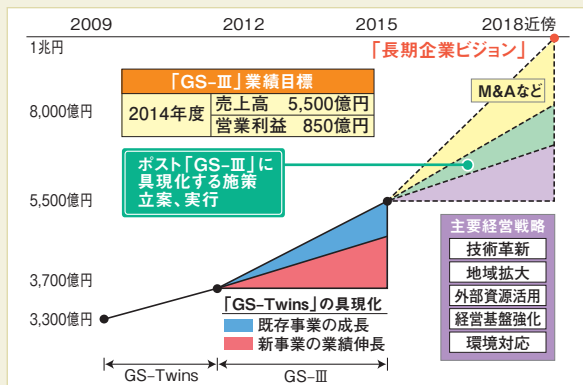 2009 2012 2015 2018近傍
1兆円
「長期企業ビジョン」
「GS-Ⅲ」業績目標
2014年度
売上高 5,500億円
営業利益 850億円
M&Aなど
8,000億円
ポスト「GS-Ⅲ」に
具現化する施策
立案、実行
5,500億円
主要経営戦略
技術革新
地域拡大
外部資源活用
経営基盤強化
環境対応
3,700億円
「GS-Twins」の具現化
既存事業の成長
新事業の業績伸長
3,300億円
GS-Twins GS-Ⅲ